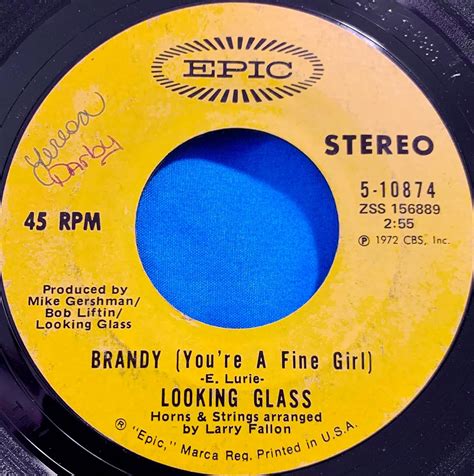 EPIC
Teresa
Danby
STEREO
5-10874
ZSS 156889
2:55
℗ 1972 CBS, Inc.
45 RPM
Produced by
Mike Gershman/
Bob Liftin/
Looking Glass
BRANDY (You're A Fine Girl)
-E. Lurie-
LOOKING GLASS
Horns & Strings arranged
by Larry Fallon
® "Epic," Marca Reg. Printed in U.S.A.